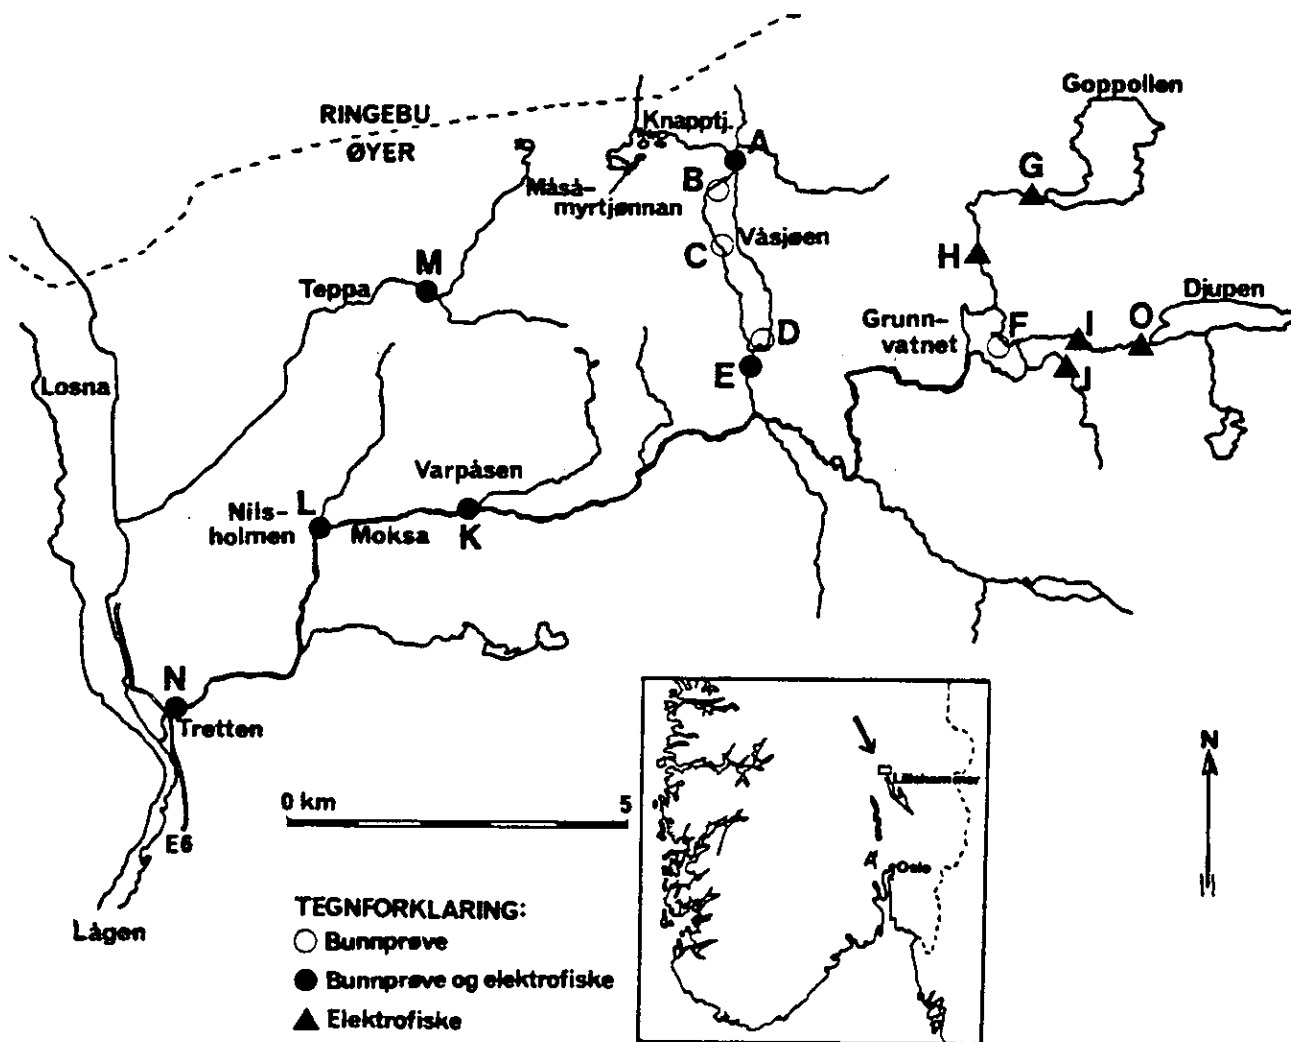 Goppollen
RINGEBU
ØYER
Knapptj.
A
G
B
Måså-
myrtjønnan
C
Våsjøen
H
M
Teppa
Djupen
Grunn-
vatnet
F
I
O
D
E
J
Losna
Varpåsen
L
Nils-
holmen
Moksa
K
N
Tretten
N
Lillehammer
0 km
5
E6
Oslo
TEGNFORKLARING:
Bunnprøve
Lågen
Bunnprøve og elektrofiske
Elektrofiske